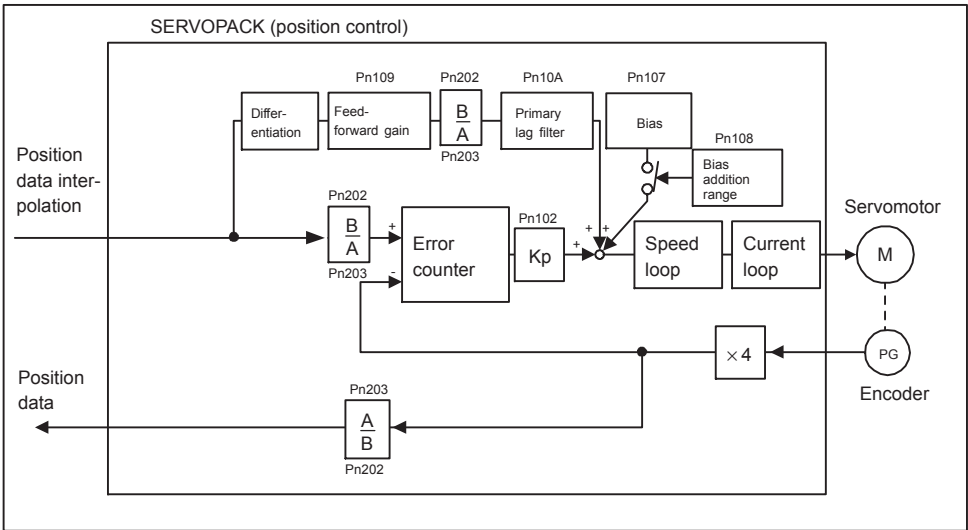 SERVOPACK (position control)
Pn109
Pn202
Pn10A
Pn107
Differ-
entiation
Feed-
forward gain
B
A
Primary
lag filter
Bias
Pn203
Pn108
Bias
addition
range
Position
data inter-
polation
Pn202
B
A
Pn203
+
-
Error
counter
Pn102
Kp
+
+
+
Speed
loop
Current
loop
Servomotor
M
×4
PG
Encoder
Position
data
Pn203
A
B
Pn202